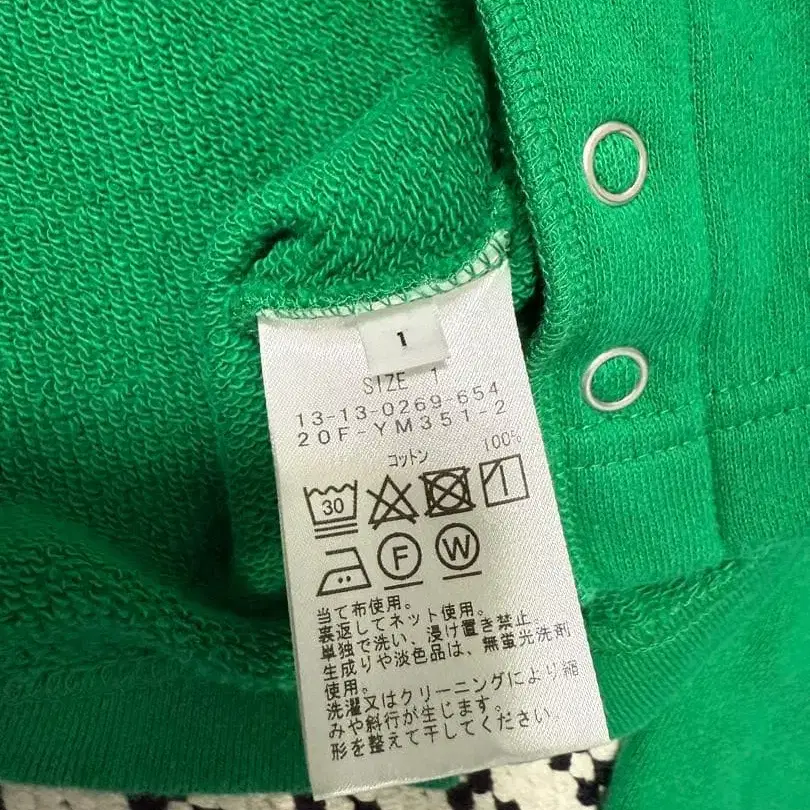 1
SIZE 1
13-13-0269-654
20F-YM351-2
コットン 100%
30
F W
当て布使用。
裏返してネット使用。
単独で洗い、浸け置き禁止。
生成りや淡色品は、無蛍光洗剤
使用。
洗濯又はクリーニングにより縮
みや斜行が生じます。
形を整えて干してください。